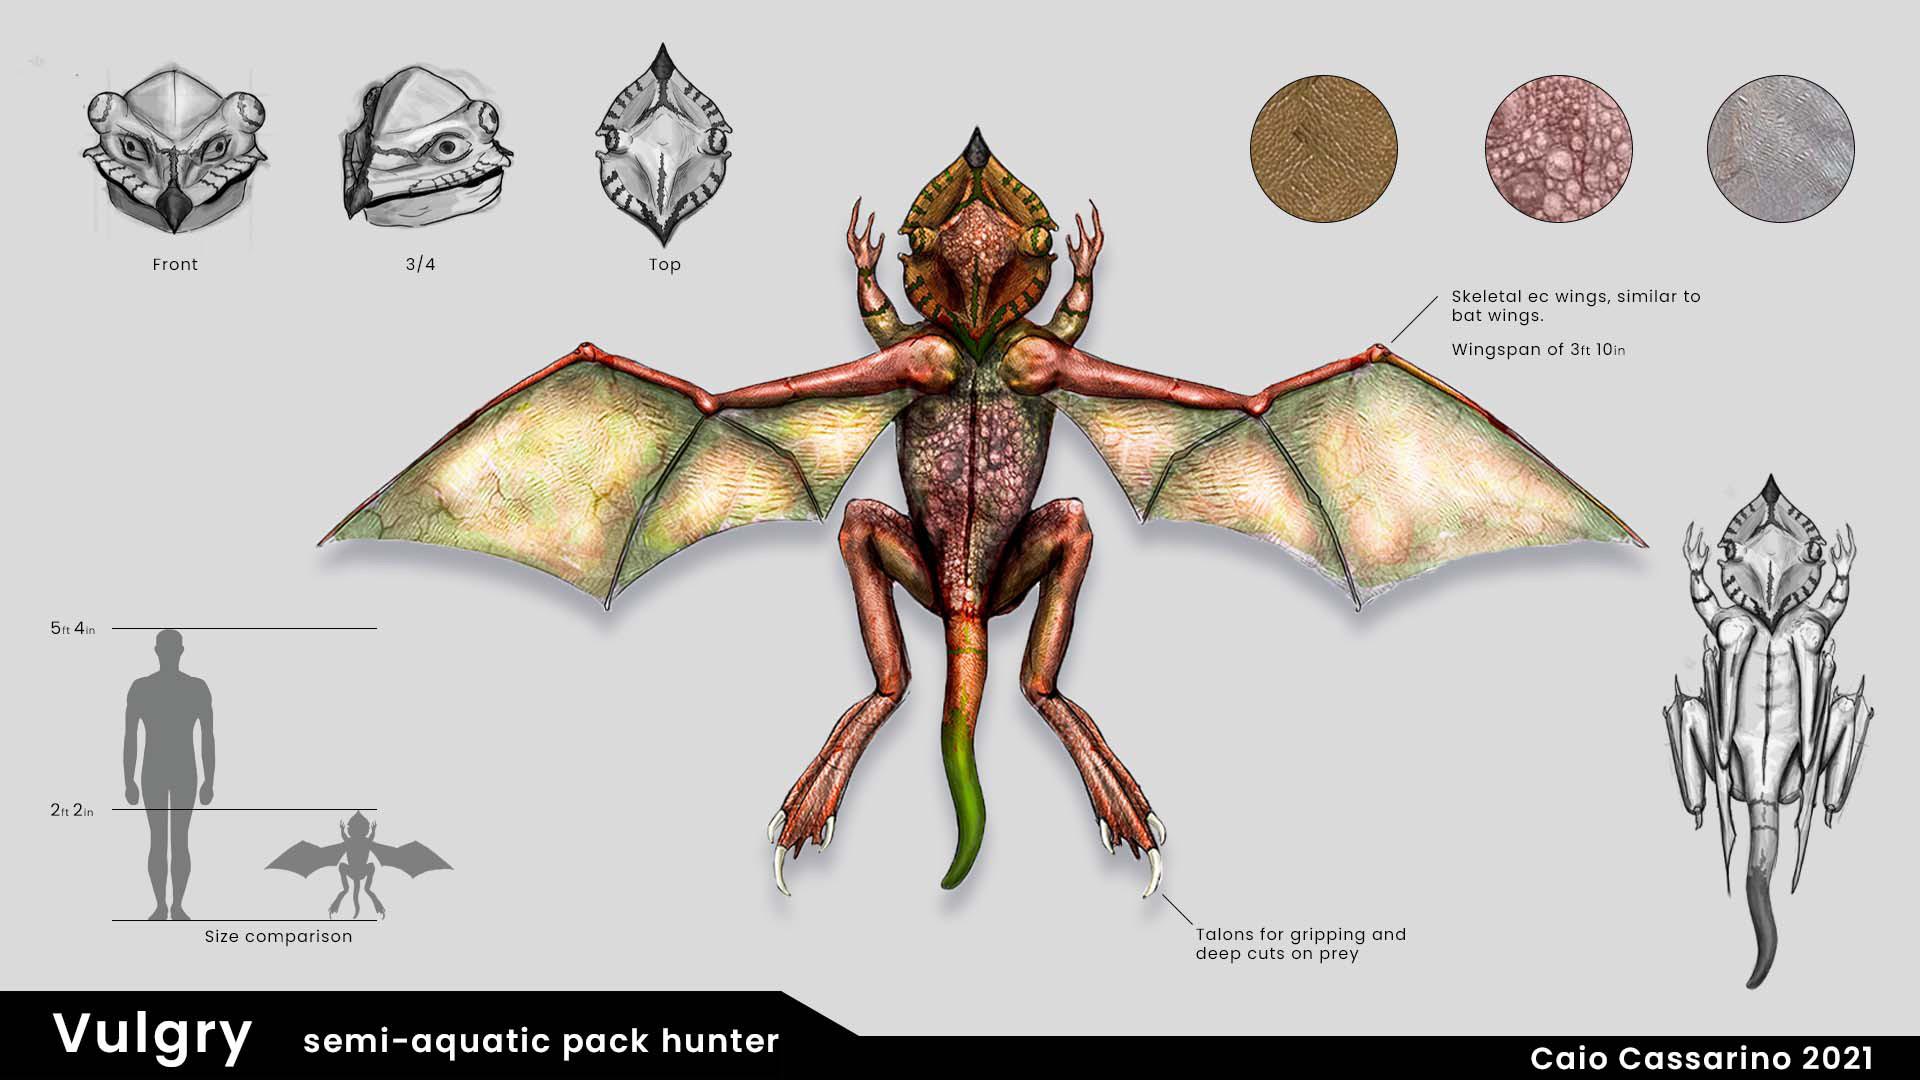 Front
3/4
Top
Skeletal ec wings, similar to
bat wings.
Wingspan of 3ft 10in
5ft 4in
2ft 2in
Size comparison
Talons for gripping and
deep cuts on prey
Vulgry
semi-aquatic pack hunter
Caio Cassarino 2021